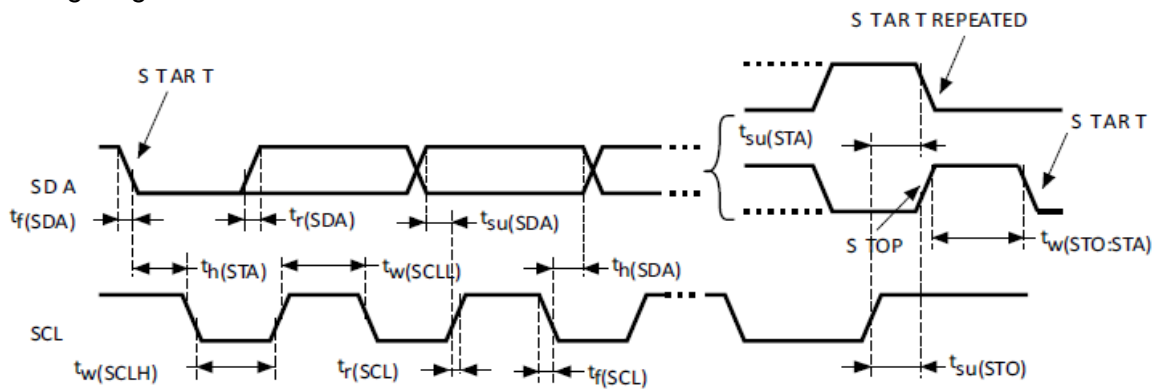 S TAR T REPEATED
S TAR T
t_su(STA)
S TAR T
SDA
t_f(SDA)
t_r(SDA)
t_su(SDA)
S TOP
t_w(STO:STA)
t_h(STA)
t_w(SCLL)
t_h(SDA)
SCL
t_w(SCLH)
t_r(SCL)
t_f(SCL)
t_su(STO)